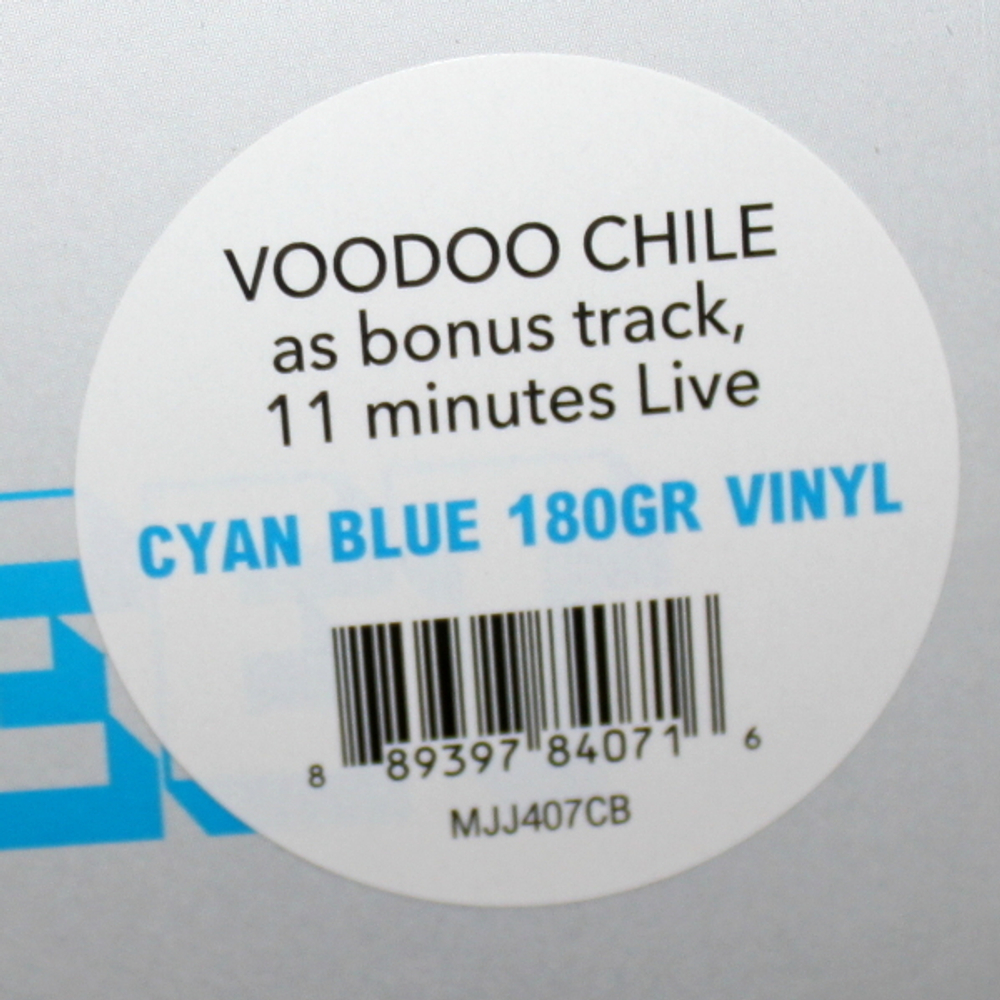 VOODOO CHILE
as bonus track,
11 minutes Live
CYAN BLUE 180GR VINYL
8 89397 84071 6
MJJ407CB